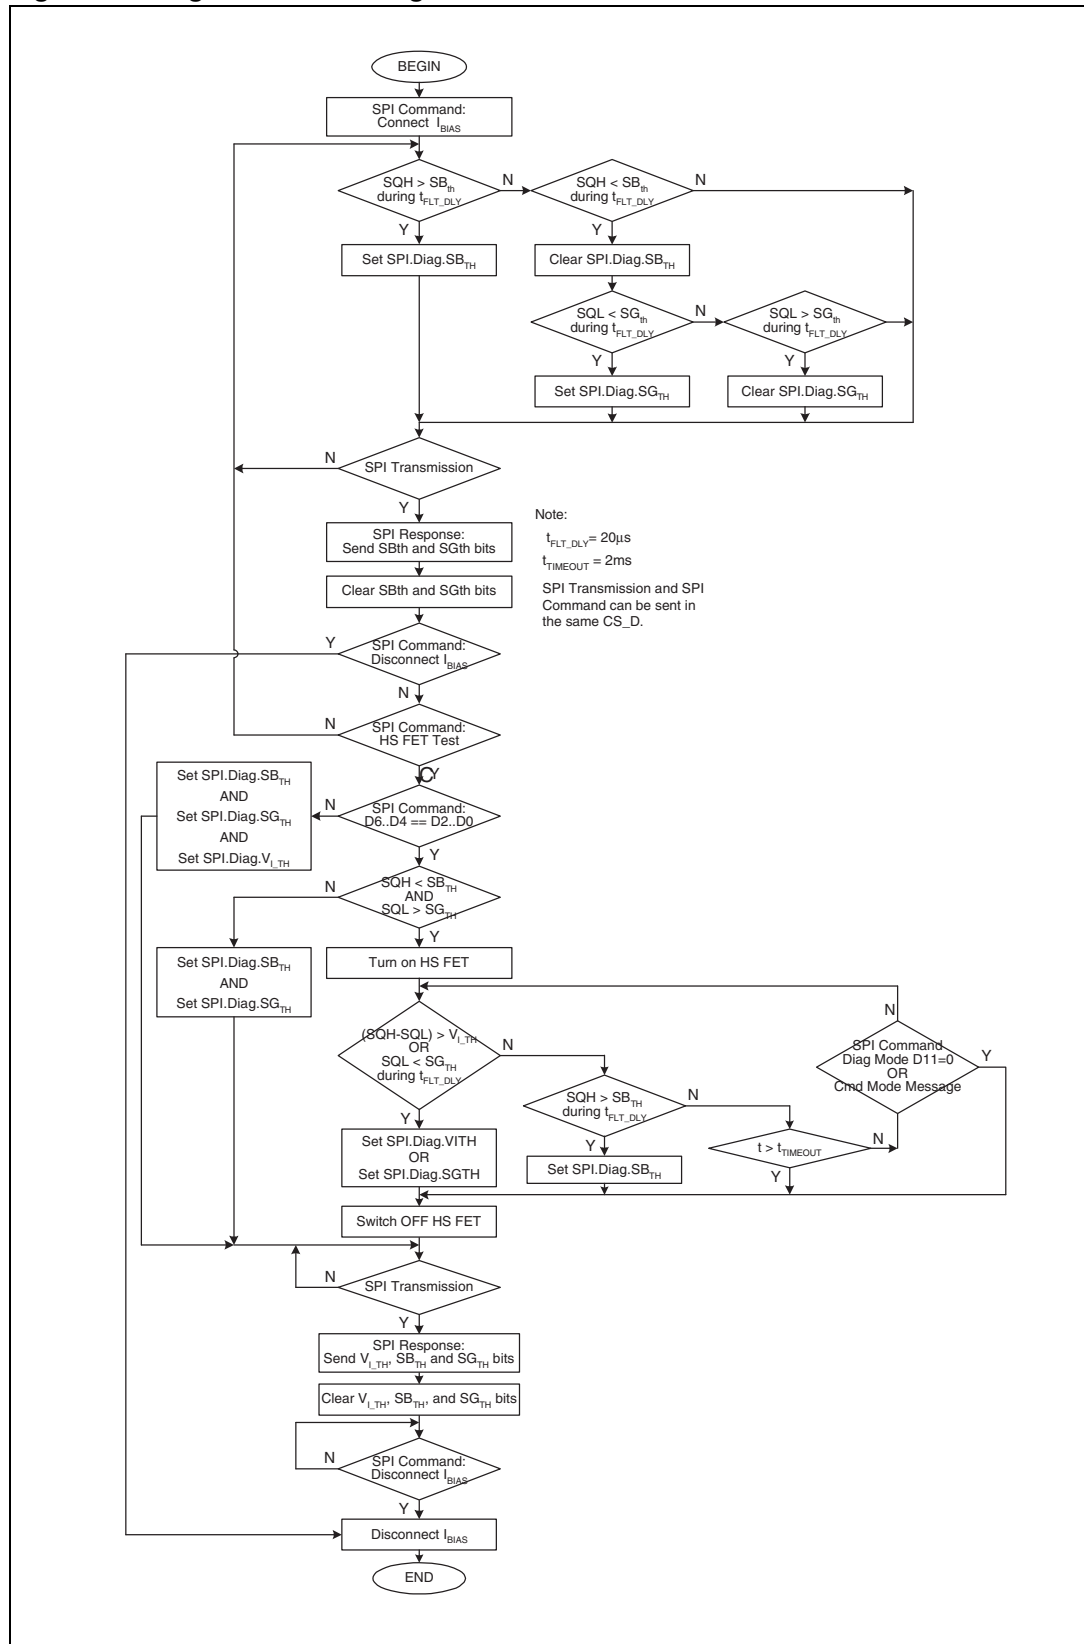 BEGIN
SPI Command:
Connect I_BIAS
SQH > SB_th
during t_FLT_DLY
N
Y
SQH < SB_th
during t_FLT_DLY
N
Y
Set SPI.Diag.SB_TH
Clear SPI.Diag.SB_TH
SQL < SG_th
during t_FLT_DLY
N
Y
SQL > SG_th
during t_FLT_DLY
Y
Set SPI.Diag.SG_TH
Clear SPI.Diag.SG_TH
N
SPI Transmission
Y
SPI Response:
Send SBth and SGth bits
Clear SBth and SGth bits
Note:
t_FLT_DLY= 20μs
t_TIMEOUT = 2ms
SPI Transmission and SPI
Command can be sent in
the same CS_D.
Y
SPI Command:
Disconnect I_BIAS
N
N
SPI Command:
HS FET Test
CY
Set SPI.Diag.SB_TH
AND
Set SPI.Diag.SG_TH
AND
Set SPI.Diag.V_I_TH
N
SPI Command:
D6..D4 == D2..D0
Y
N
SQH < SB_TH
AND
SQL > SG_TH
Y
Set SPI.Diag.SB_TH
AND
Set SPI.Diag.SG_TH
Turn on HS FET
(SQH-SQL) > V_I_TH
OR
SQL < SG_TH
during t_FLT_DLY
N
Y
SQH > SB_TH
during t_FLT_DLY
N
Y
N
SPI Command
Diag Mode D11=0
OR
Cmd Mode Message
Y
t > t_TIMEOUT
N
Y
Set SPI.Diag.VITH
OR
Set SPI.Diag.SGTH
Set SPI.Diag.SB_TH
Switch OFF HS FET
N
SPI Transmission
Y
SPI Response:
Send V_I_TH, SB_TH and SG_TH bits
Clear V_I_TH, SB_TH, and SG_TH bits
N
SPI Command:
Disconnect I_BIAS
Y
Disconnect I_BIAS
END